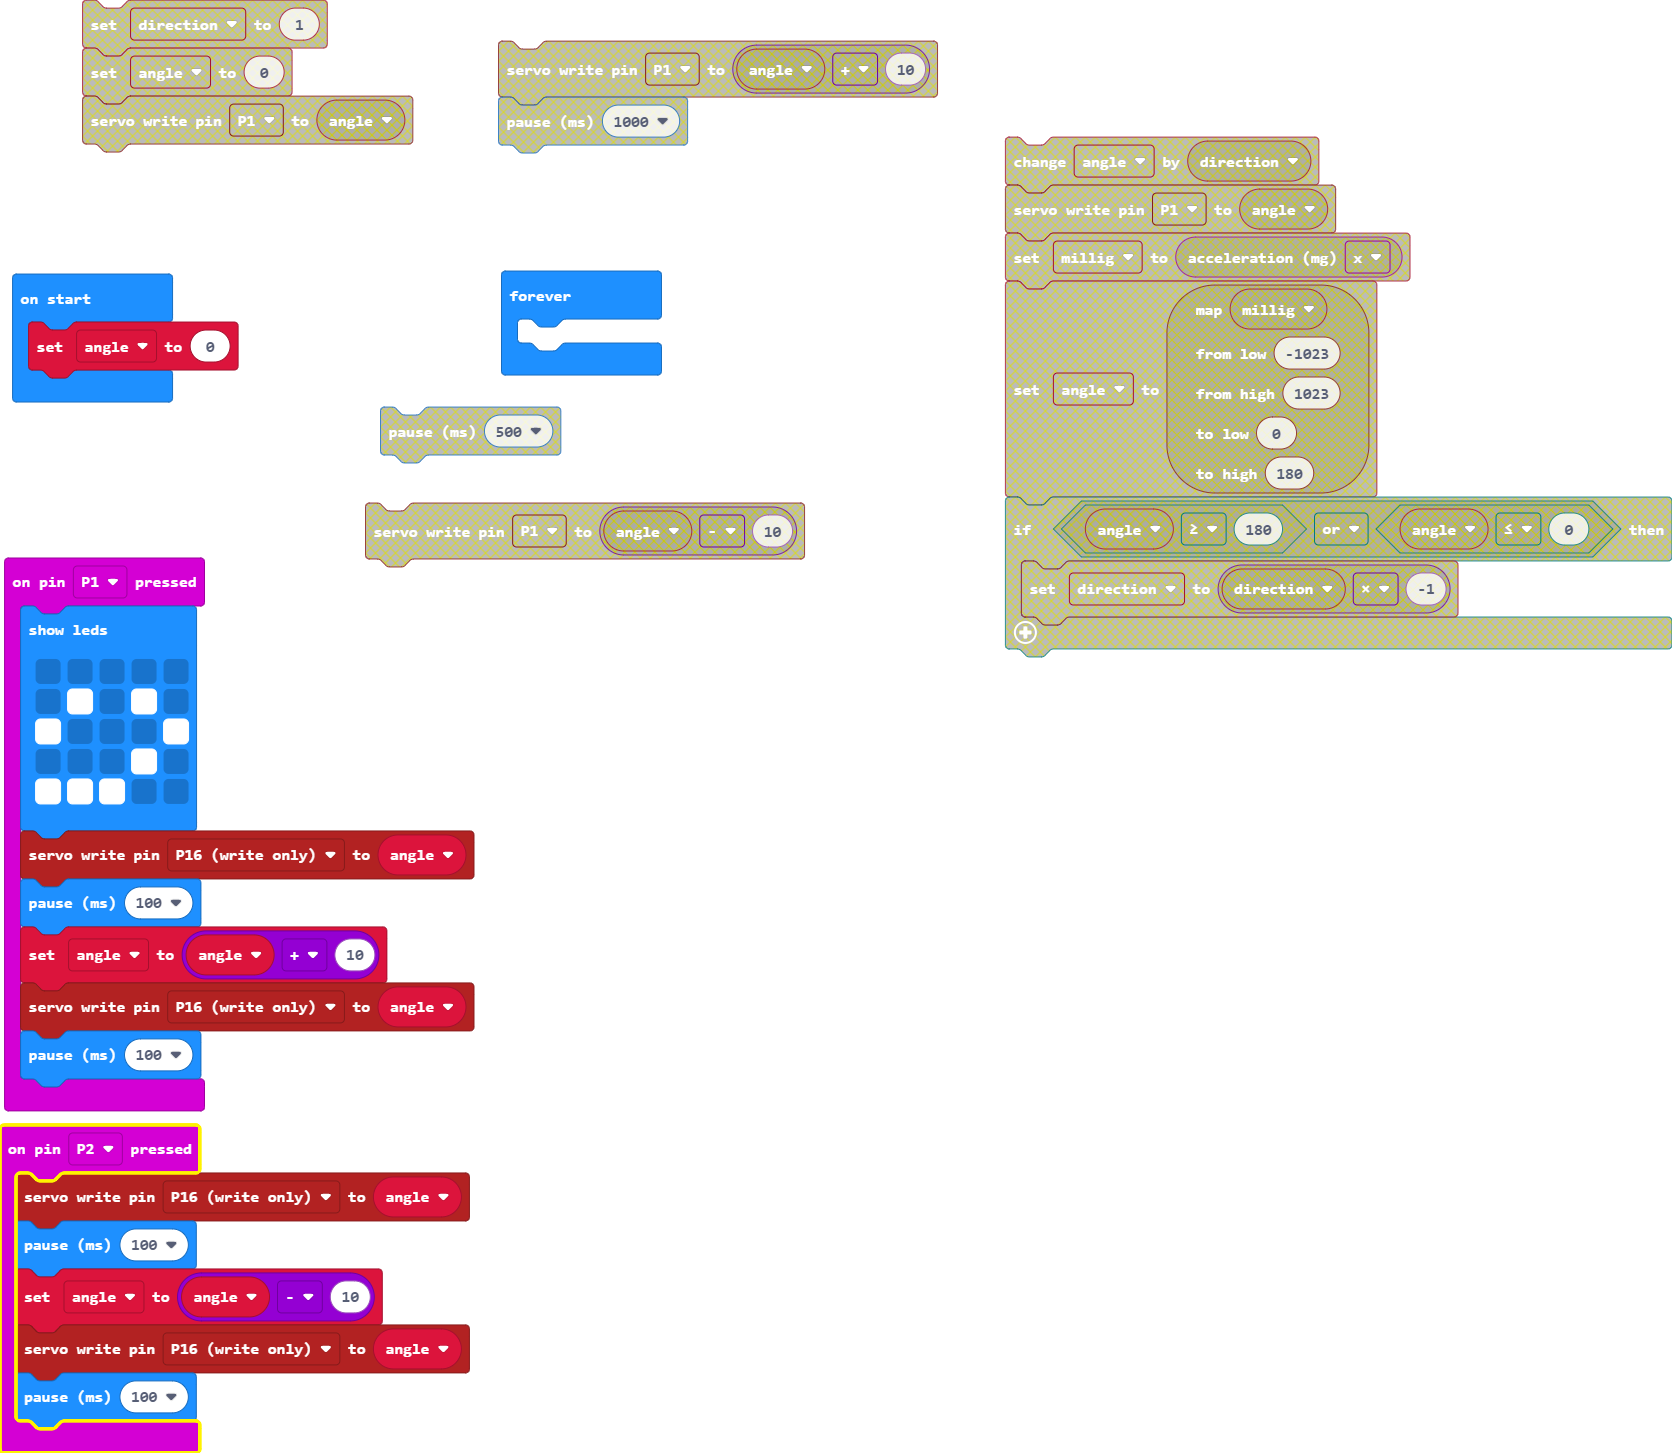 set direction to 1
set angle to 0
servo write pin P1 to angle
servo write pin P1 to angle + 10
pause (ms) 1000
change angle by direction
servo write pin P1 to angle
set millig to acceleration (mg) x
set angle to map millig
from low -1023
from high 1023
to low 0
to high 180
if angle ≥ 180 or angle ≤ 0 then
set direction to direction × -1
on start
set angle to 0
forever
pause (ms) 500
servo write pin P1 to angle - 10
on pin P1 pressed
show leds
servo write pin P16 (write only) to angle
pause (ms) 100
set angle to angle + 10
servo write pin P16 (write only) to angle
pause (ms) 100
on pin P2 pressed
servo write pin P16 (write only) to angle
pause (ms) 100
set angle to angle - 10
servo write pin P16 (write only) to angle
pause (ms) 100